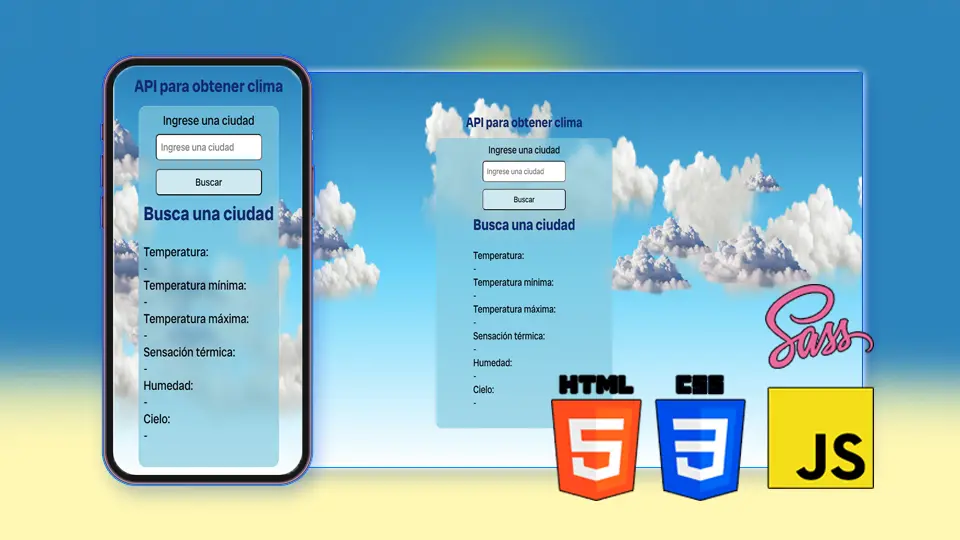 API para obtener clima
Ingrese una ciudad
Ingrese una ciudad
Buscar
Busca una ciudad
Temperatura:
-
Temperatura mínima:
-
Temperatura máxima:
-
Sensación térmica:
-
Humedad:
-
Cielo:
-
API para obtener clima
Ingrese una ciudad
Ingrese una ciudad
Buscar
Busca una ciudad
Temperatura:
-
Temperatura mínima:
-
Temperatura máxima:
-
Sensación térmica:
-
Humedad:
-
Cielo:
-
Sass
HTML
5
CSS
3
JS